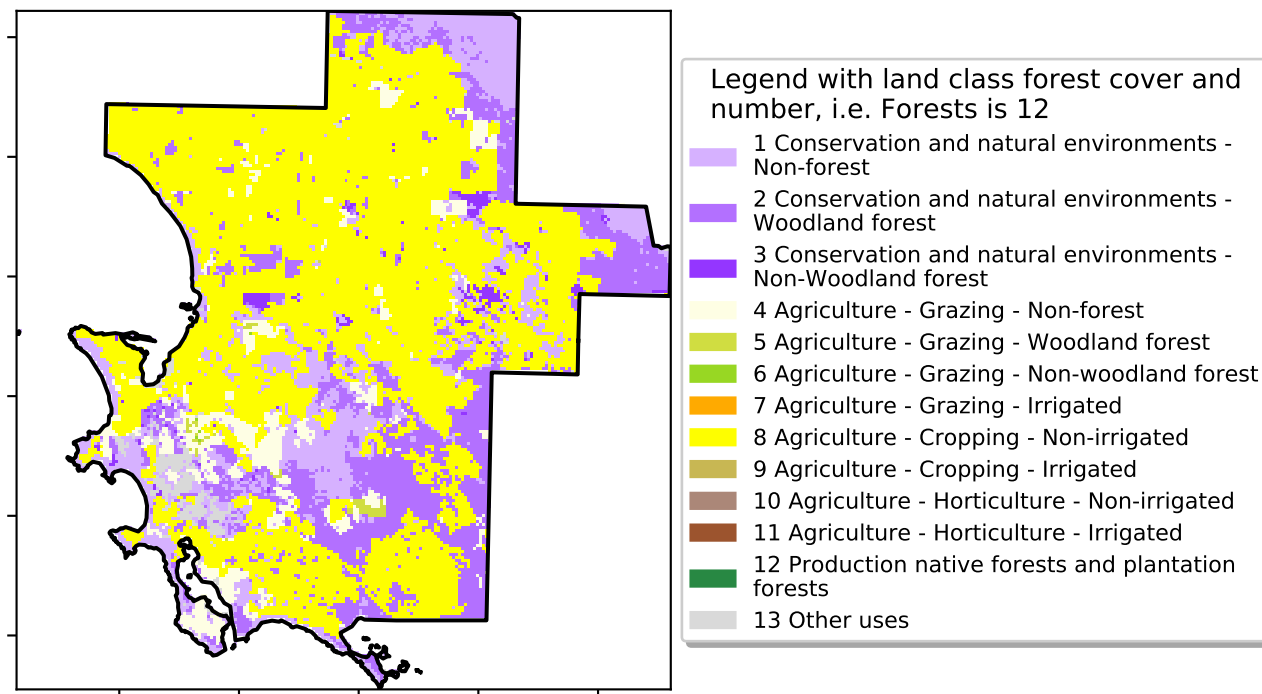 Legend with land class forest cover and
number, i.e. Forests is 12
1 Conservation and natural environments -
Non-forest
2 Conservation and natural environments -
Woodland forest
3 Conservation and natural environments -
Non-Woodland forest
4 Agriculture - Grazing - Non-forest
5 Agriculture - Grazing - Woodland forest
6 Agriculture - Grazing - Non-woodland forest
7 Agriculture - Grazing - Irrigated
8 Agriculture - Cropping - Non-irrigated
9 Agriculture - Cropping - Irrigated
10 Agriculture - Horticulture - Non-irrigated
11 Agriculture - Horticulture - Irrigated
12 Production native forests and plantation
forests
13 Other uses